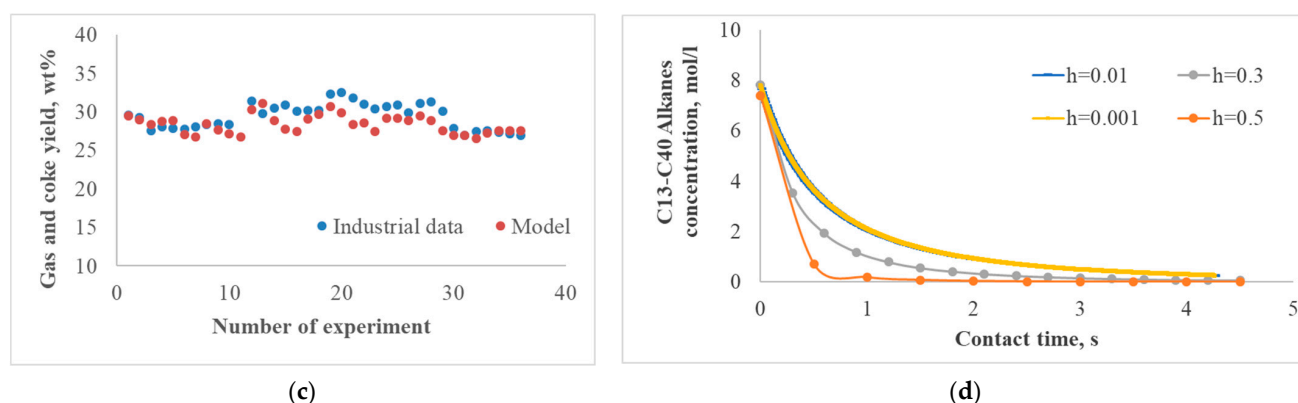 40
35
30
25
20
15
10
0
10
20
30
40
Gas and coke yield, wt%
Industrial data
Model
Number of experiment
(c)
10
8
6
4
2
0
0
1
2
3
4
5
C13-C40 Alkanes
concentration, mol/l
h=0.01
h=0.3
h=0.001
h=0.5
Contact time, s
(d)